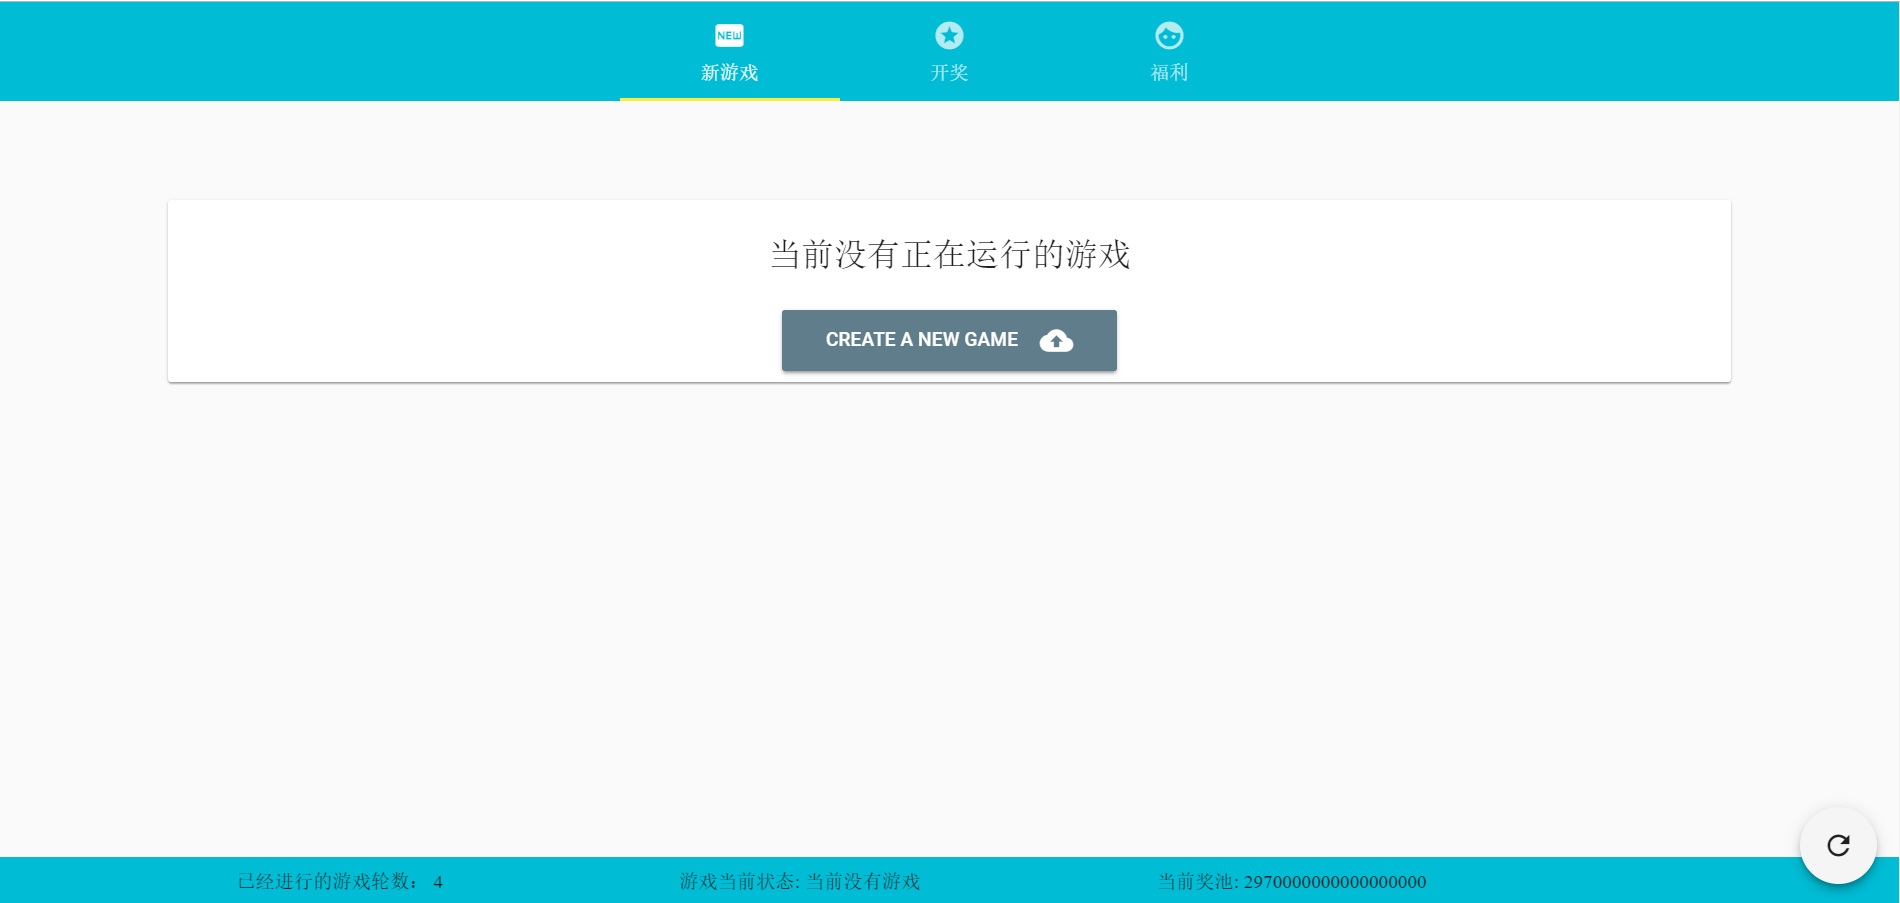 NEW
新游戏
开奖
福利
当前没有正在运行的游戏
CREATE A NEW GAME
已经进行的游戏轮数： 4
游戏当前状态: 当前没有游戏
当前奖池: 2970000000000000000